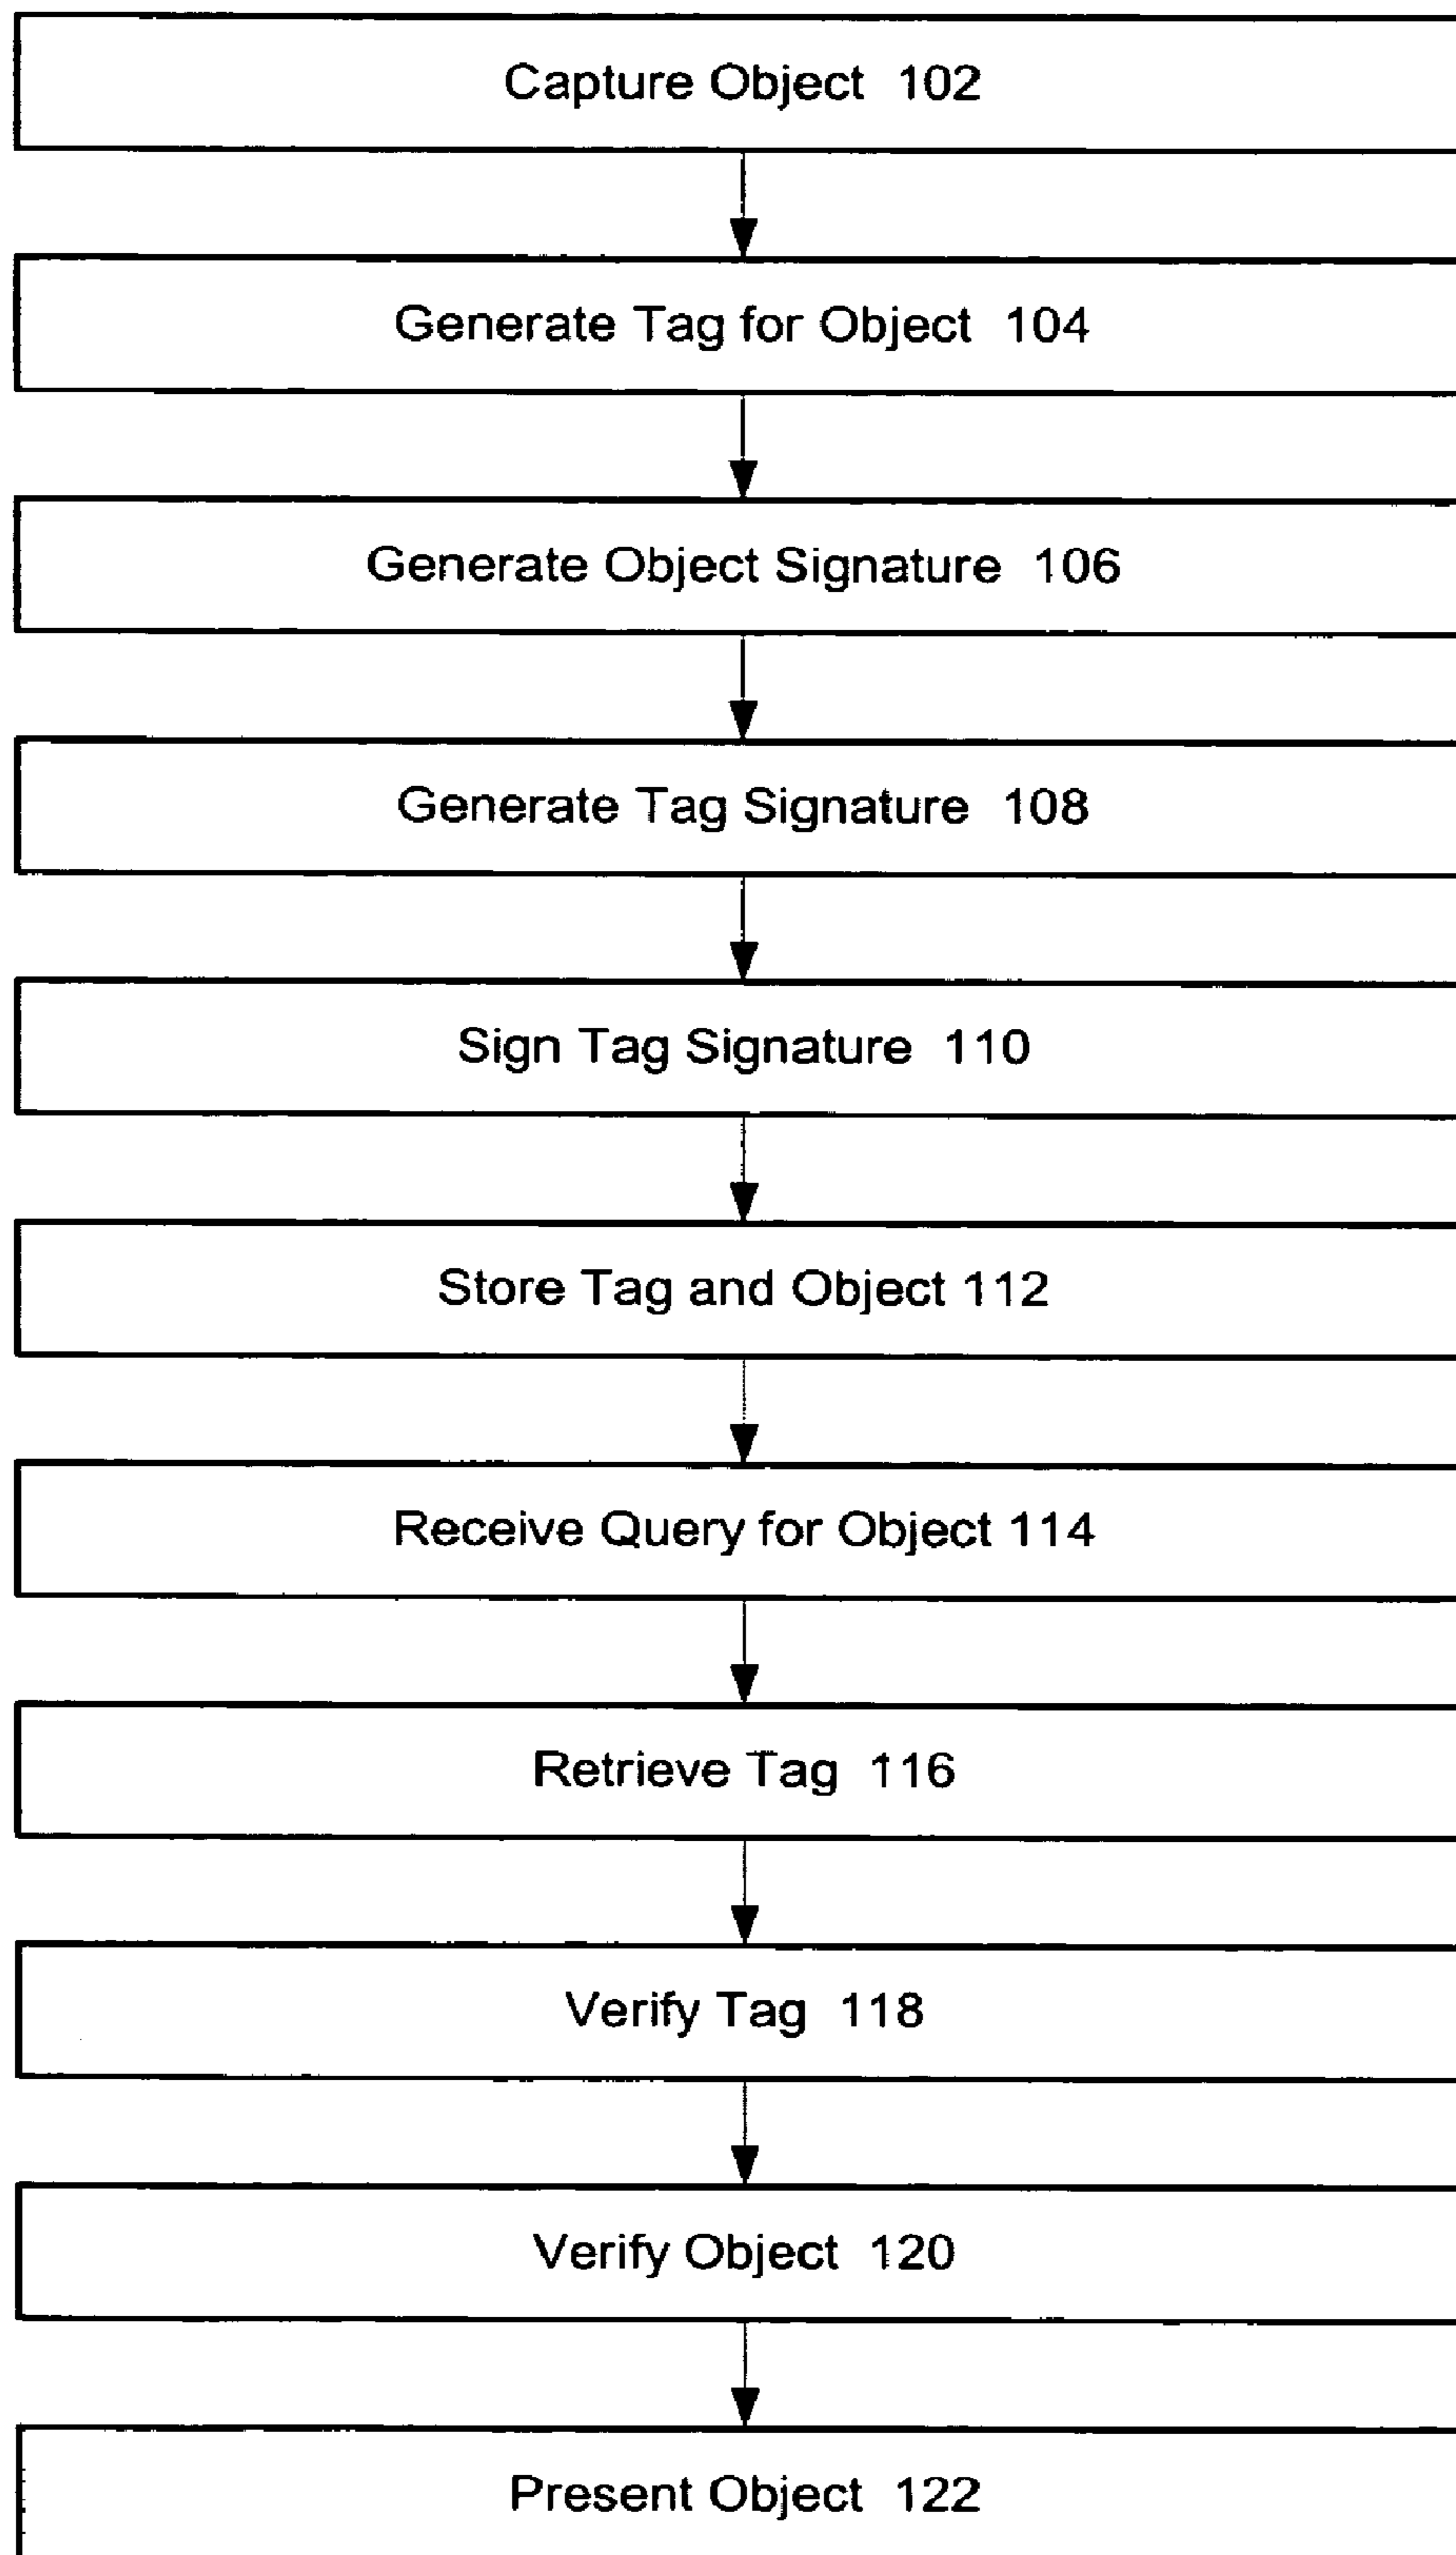 Capture Object 102
Generate Tag for Object 104
Generate Object Signature 106
Generate Tag Signature 108
Sign Tag Signature 110
Store Tag and Object 112
Receive Query for Object 114
Retrieve Tag 116
Verify Tag 118
Verify Object 120
Present Object 122